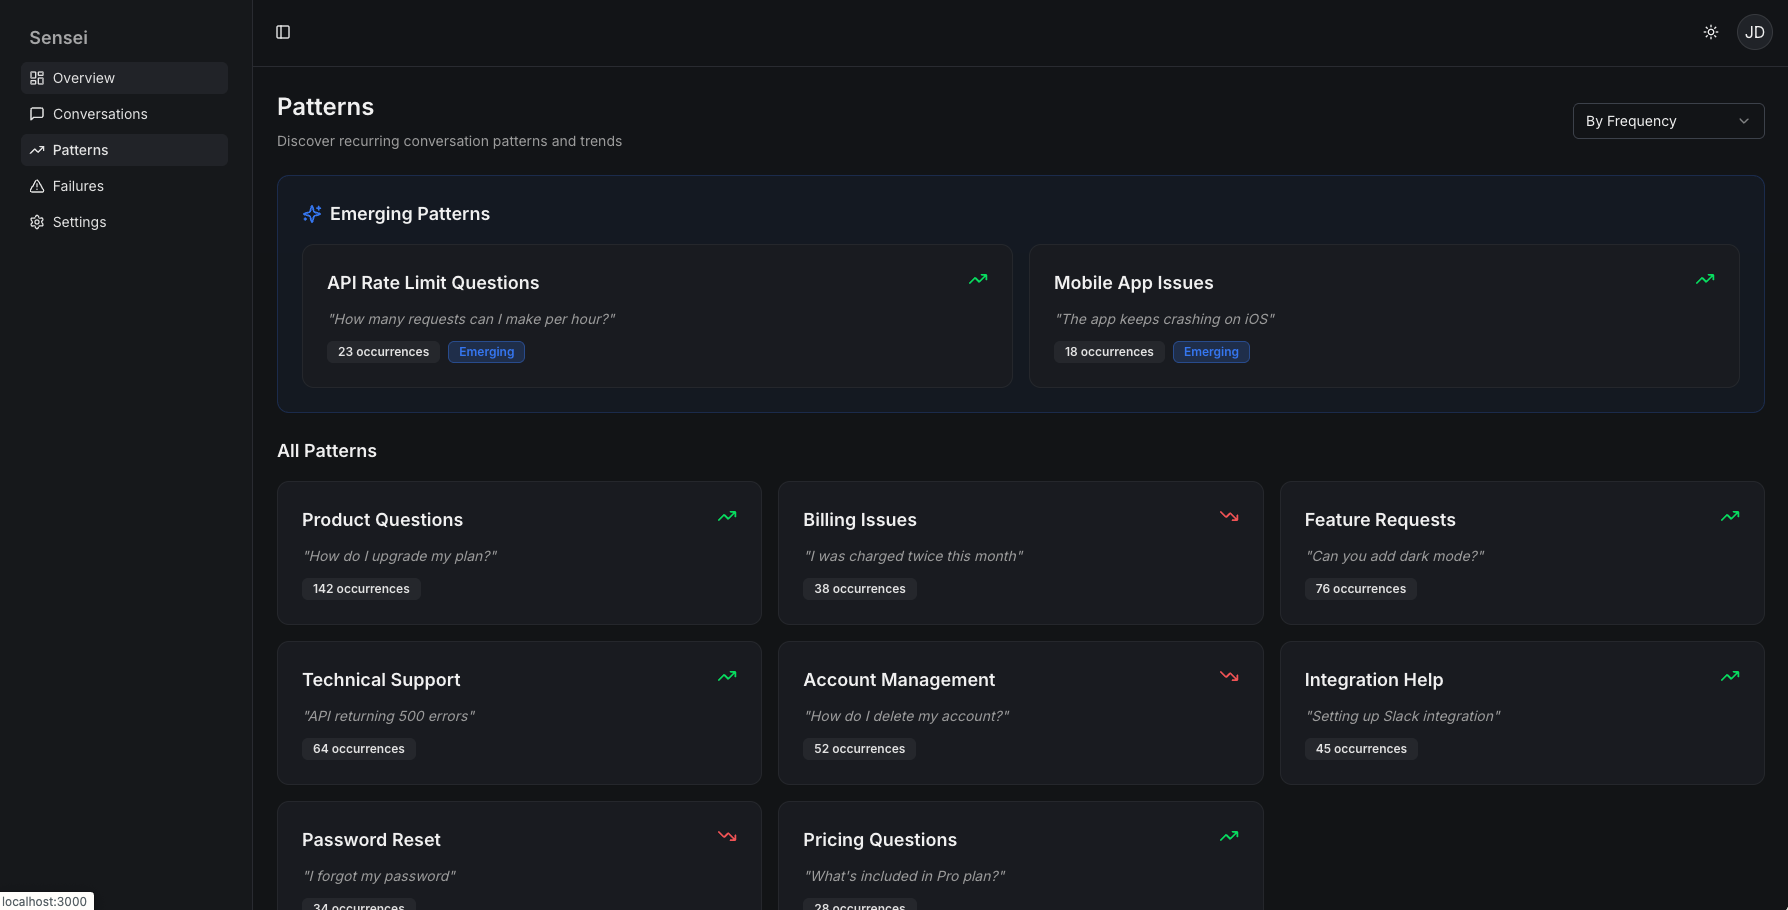 Sensei
Overview
Conversations
Patterns
Failures
Settings
JD
Patterns
Discover recurring conversation patterns and trends
By Frequency
Emerging Patterns
API Rate Limit Questions
"How many requests can I make per hour?"
23 occurrences
Emerging
Mobile App Issues
"The app keeps crashing on iOS"
18 occurrences
Emerging
All Patterns
Product Questions
"How do I upgrade my plan?"
142 occurrences
Billing Issues
"I was charged twice this month"
38 occurrences
Feature Requests
"Can you add dark mode?"
76 occurrences
Technical Support
"API returning 500 errors"
64 occurrences
Account Management
"How do I delete my account?"
52 occurrences
Integration Help
"Setting up Slack integration"
45 occurrences
Password Reset
"I forgot my password"
34 occurrences
Pricing Questions
"What's included in Pro plan?"
28 occurrences
localhost:3000